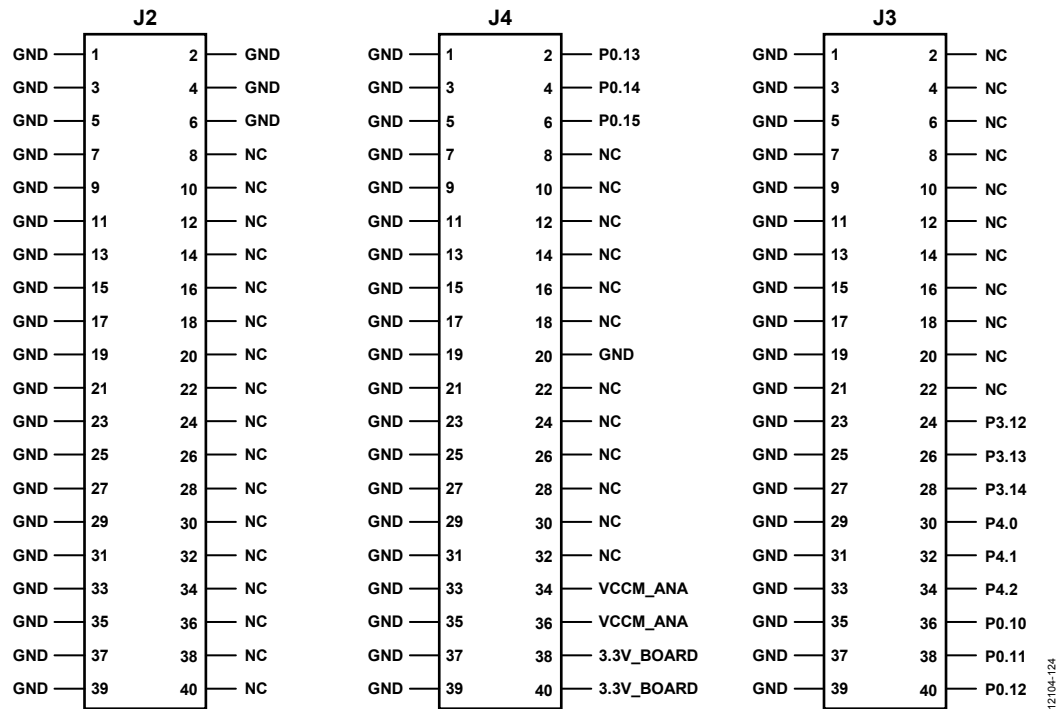 J2 J4 J3
GND 1 2 GND GND 1 2 P0.13 GND 1 2 NC
GND 3 4 GND GND 3 4 P0.14 GND 3 4 NC
GND 5 6 GND GND 5 6 P0.15 GND 5 6 NC
GND 7 8 NC GND 7 8 NC GND 7 8 NC
GND 9 10 NC GND 9 10 NC GND 9 10 NC
GND 11 12 NC GND 11 12 NC GND 11 12 NC
GND 13 14 NC GND 13 14 NC GND 13 14 NC
GND 15 16 NC GND 15 16 NC GND 15 16 NC
GND 17 18 NC GND 17 18 NC GND 17 18 NC
GND 19 20 NC GND 19 20 GND GND 19 20 NC
GND 21 22 NC GND 21 22 NC GND 21 22 NC
GND 23 24 NC GND 23 24 NC GND 23 24 P3.12
GND 25 26 NC GND 25 26 NC GND 25 26 P3.13
GND 27 28 NC GND 27 28 NC GND 27 28 P3.14
GND 29 30 NC GND 29 30 NC GND 29 30 P4.0
GND 31 32 NC GND 31 32 NC GND 31 32 P4.1
GND 33 34 NC GND 33 34 VCCM_ANA GND 33 34 P4.2
GND 35 36 NC GND 35 36 VCCM_ANA GND 35 36 P0.10
GND 37 38 NC GND 37 38 3.3V_BOARD GND 37 38 P0.11
GND 39 40 NC GND 39 40 3.3V_BOARD GND 39 40 P0.12
12104-124